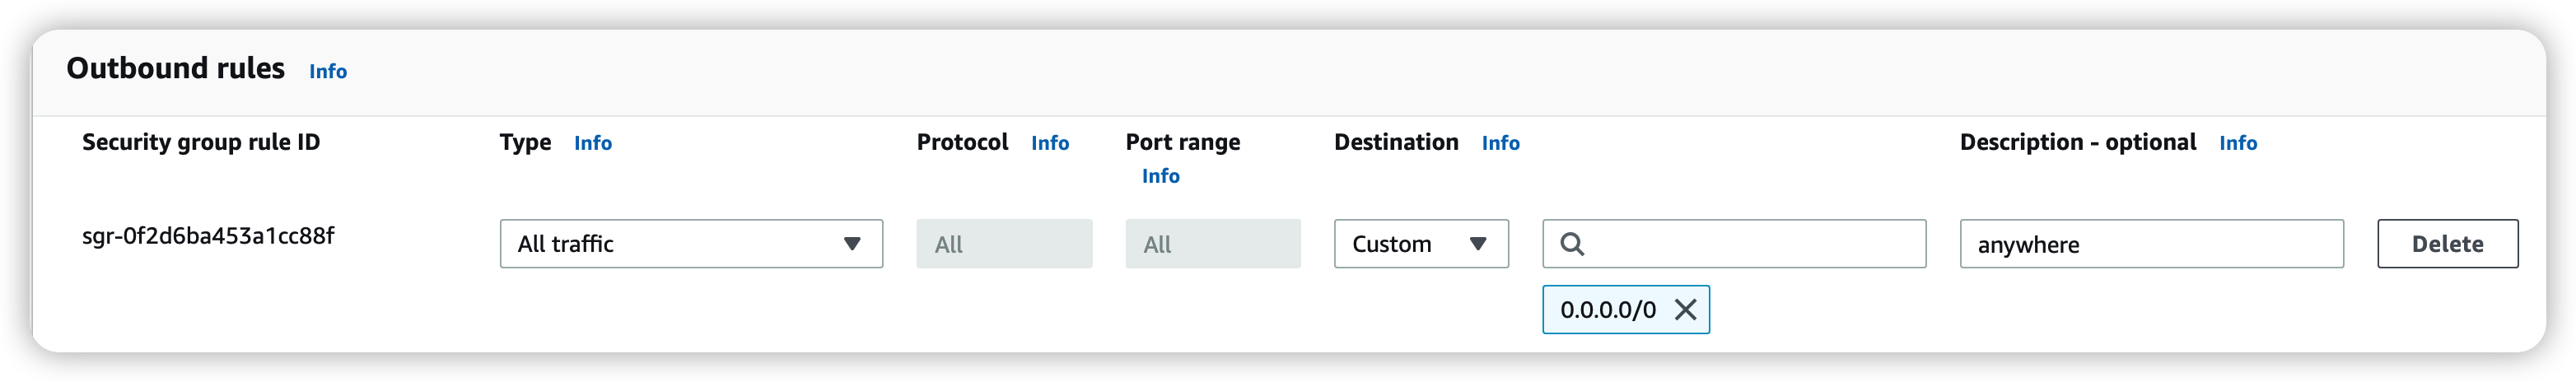 Outbound rules Info
Security group rule ID Type Info Protocol Info Port range Info Destination Info Description - optional Info
sgr-0f2d6ba453a1cc88f All traffic All All Custom anywhere Delete
0.0.0.0/0